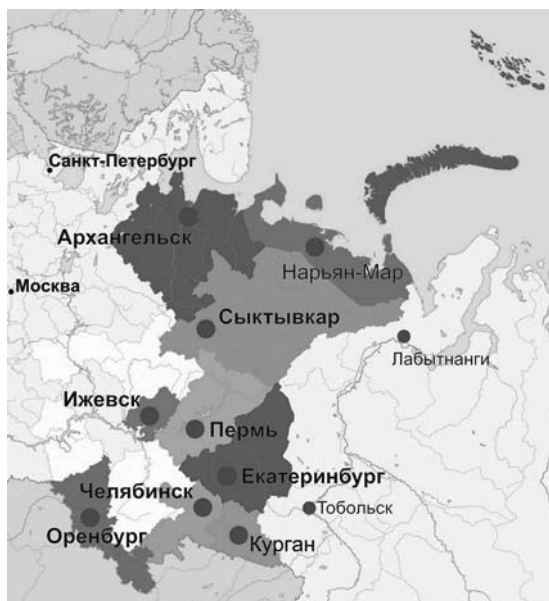 Санкт-Петербург
Архангельск
Нарьян-Мар
Москва
Сыктывкар
Лабытнанги
Ижевск
Пермь
Екатеринбург
Челябинск
Тобольск
Оренбург
Курган